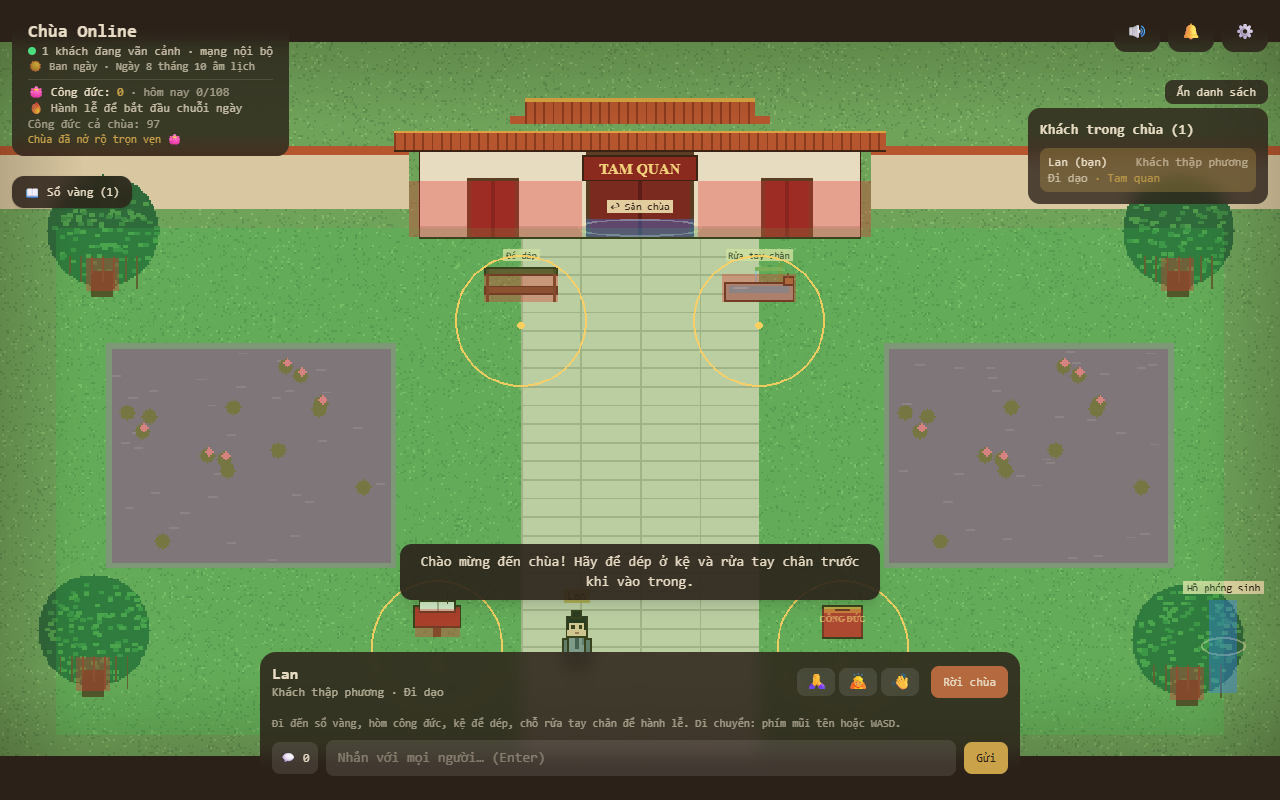 Chùa Online
1 khách đang vãn cảnh · mạng nội bộ
Ban ngày · Ngày 8 tháng 10 âm lịch
Công đức: 0 · hôm nay 0/108
Hành lễ để bắt đầu chuỗi ngày
Công đức cả chùa: 97
Chùa đã nở rộ trọn vẹn
Sổ vàng (1)
Ẩn danh sách
Khách trong chùa (1)
Lan (bạn) Khách thập phương
Đi dạo · Tam quan
TAM QUAN
↩ Sân chùa
Để dép
Rửa tay chân
Chào mừng đến chùa! Hãy để dép ở kệ và rửa tay chân trước
khi vào trong.
Hồ phóng sinh
CÔNG ĐỨC
Lan
Khách thập phương · Đi dạo
Rời chùa
Đi đến sổ vàng, hòm công đức, kệ để dép, chỗ rửa tay chân để hành lễ. Di chuyển: phím mũi tên hoặc WASD.
0
Nhắn với mọi người… (Enter)
Gửi